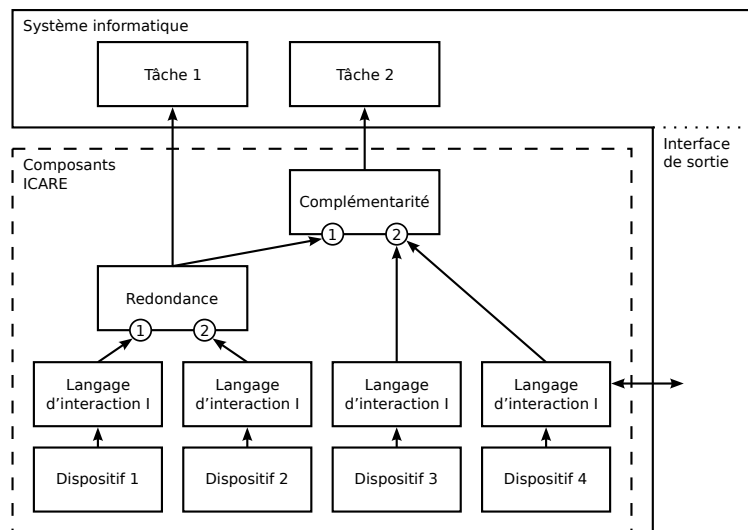 Système informatique
Tâche 1
Tâche 2
Interface
de sortie
Composants
ICARE
Complémentarité
1
2
Redondance
1
2
Langage
d’interaction I
Langage
d’interaction I
Langage
d’interaction I
Langage
d’interaction I
Dispositif 1
Dispositif 2
Dispositif 3
Dispositif 4